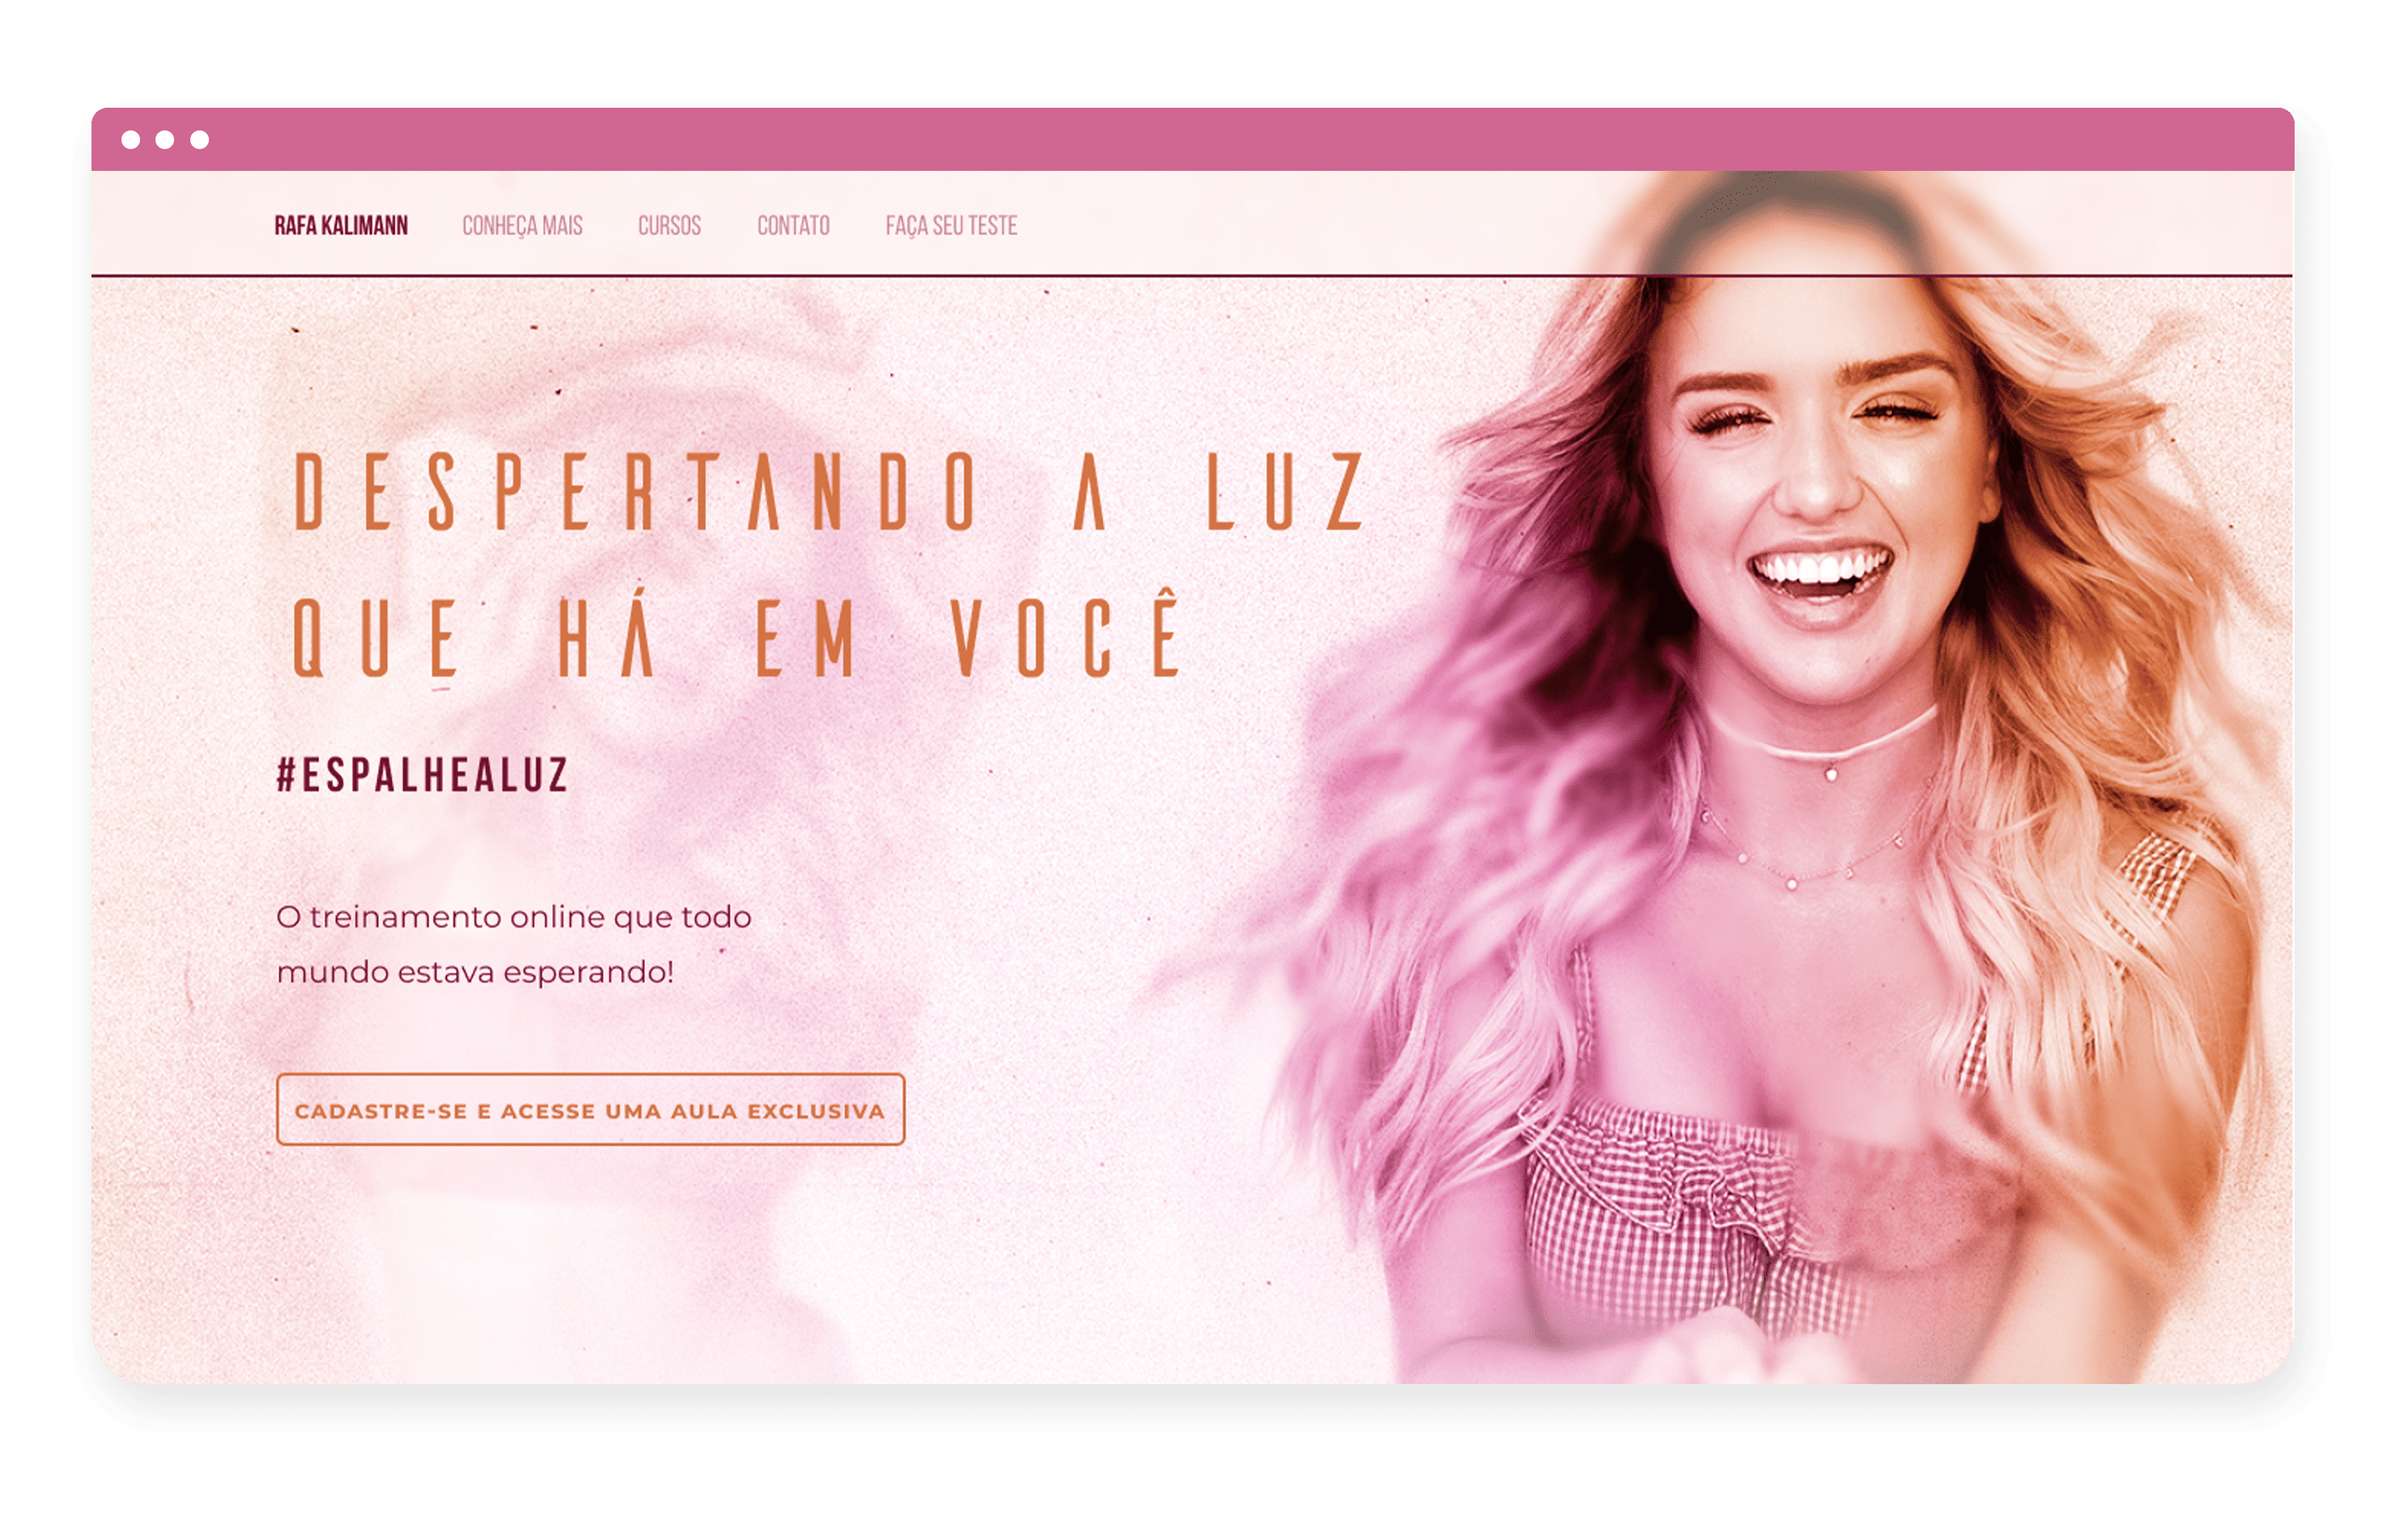 RAFA KALIMANN CONHEÇA MAIS CURSOS CONTATO FAÇA SEU TESTE
DESPERTANDO A LUZ
QUE HÁ EM VOCÊ
#ESPALHEALUZ
O treinamento online que todo
mundo estava esperando!
CADASTRE-SE E ACESSE UMA AULA EXCLUSIVA